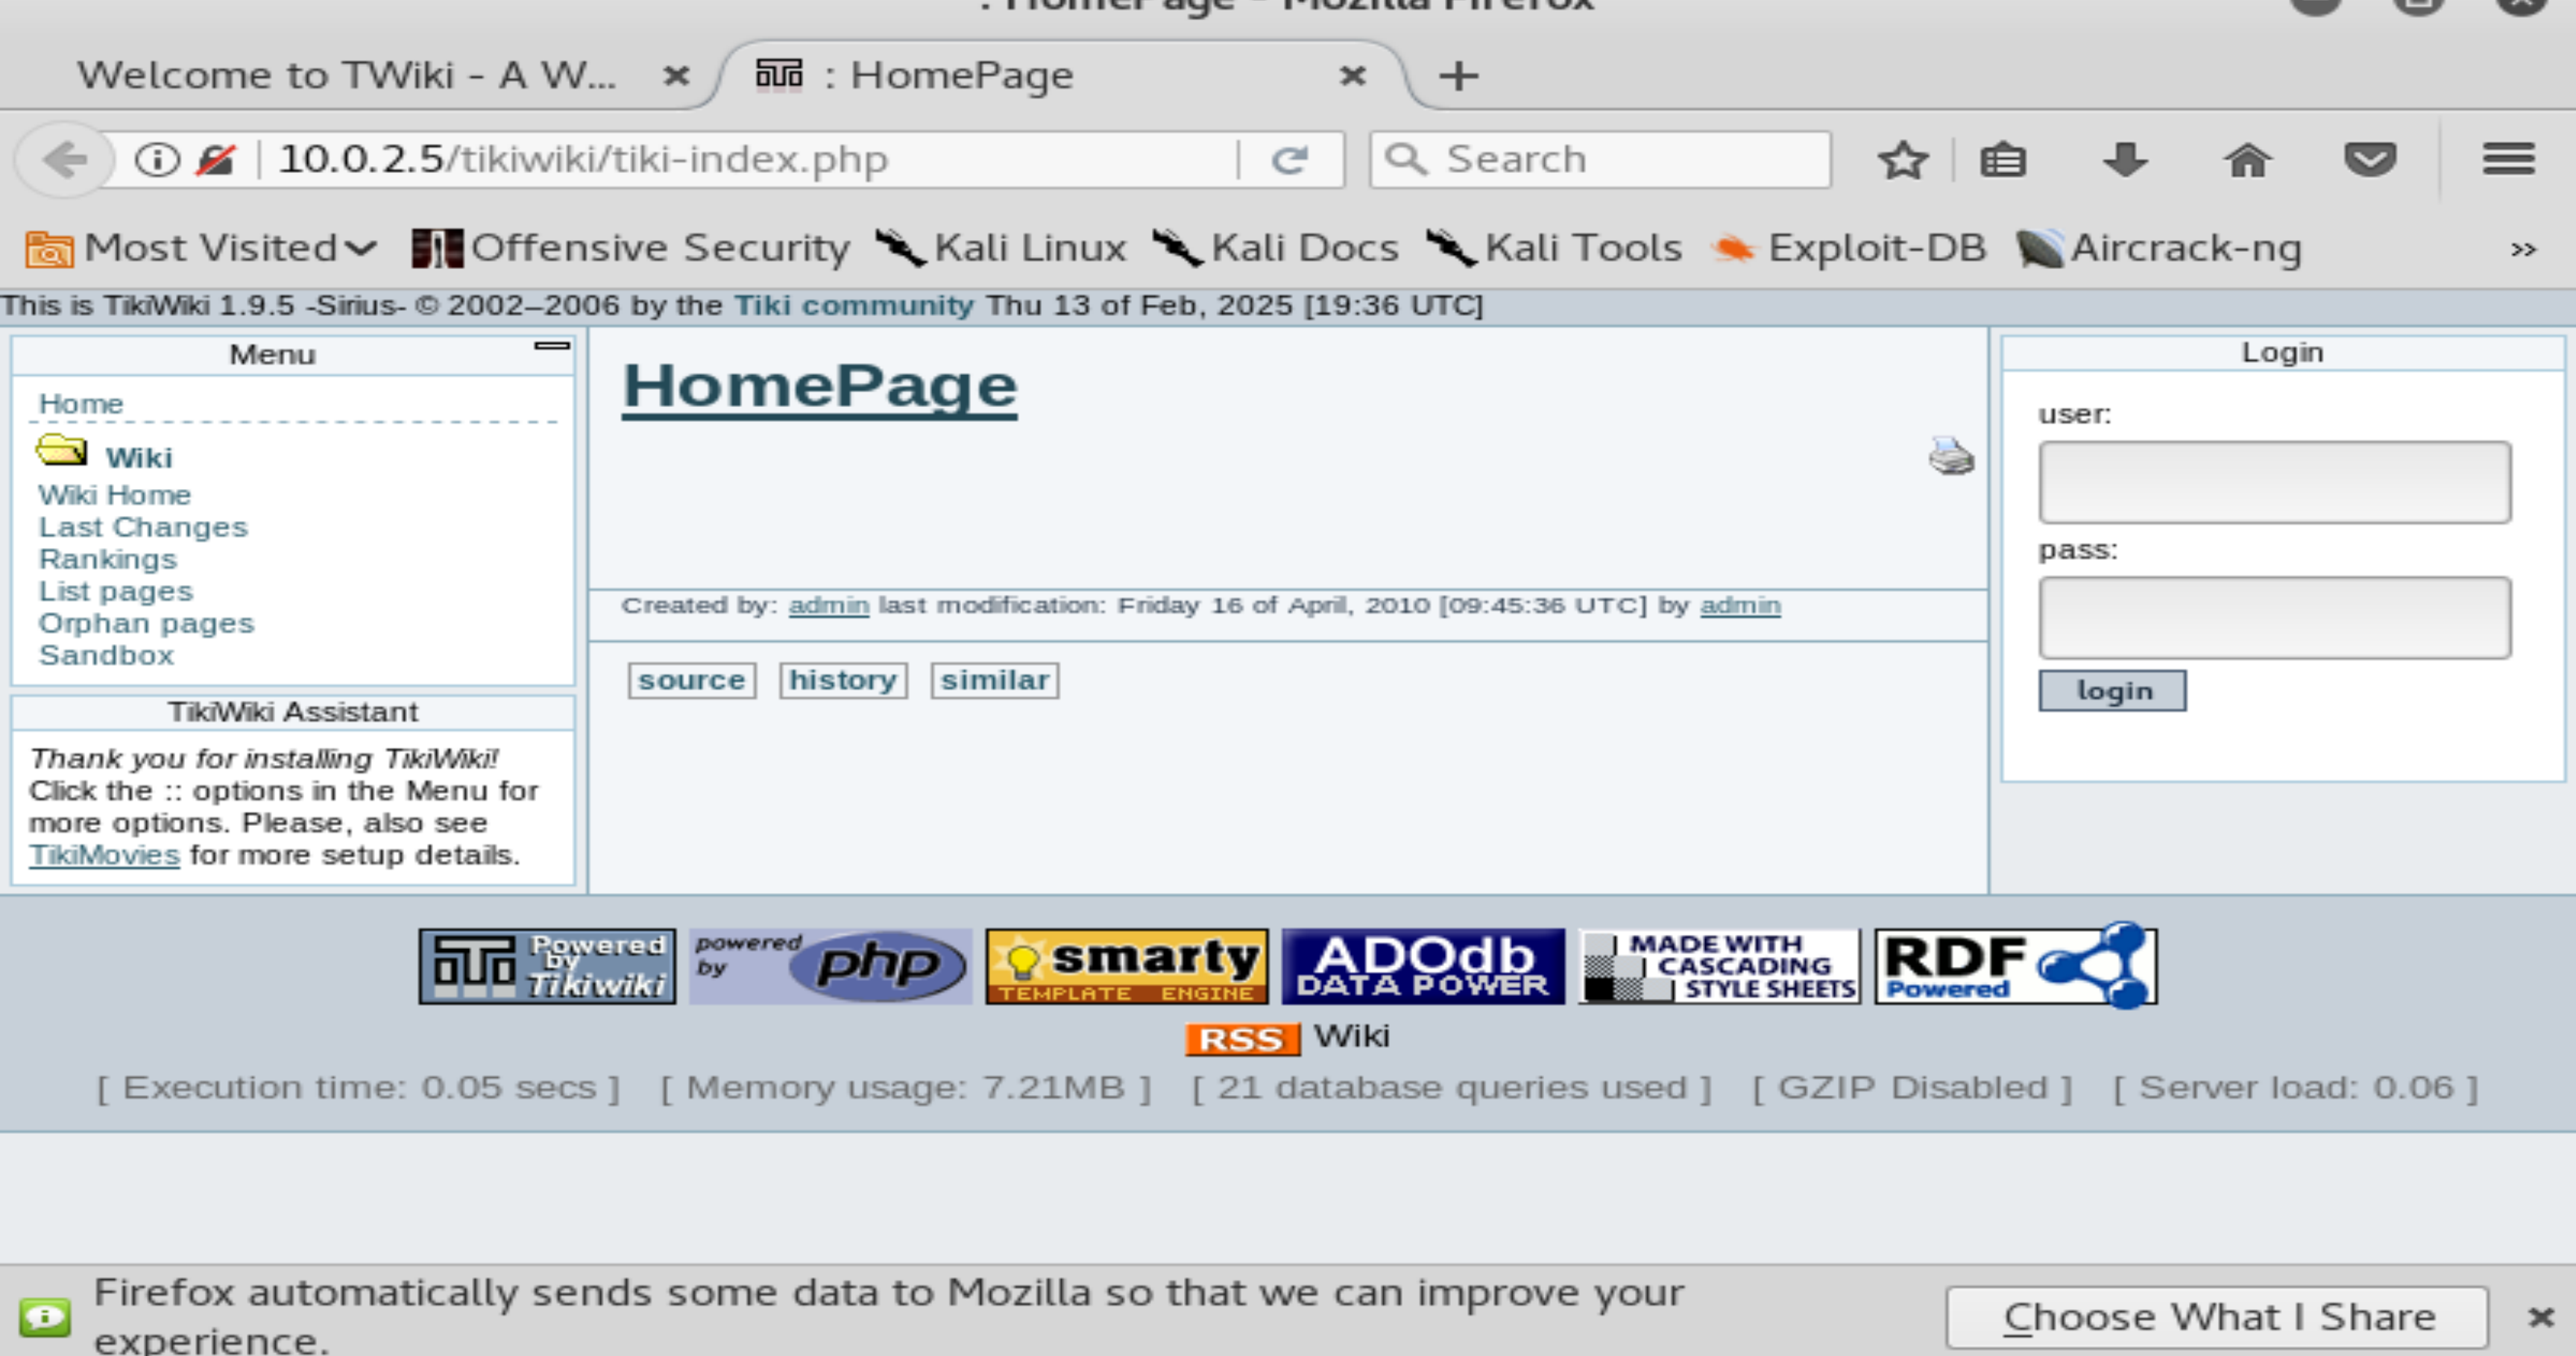 : HomePage - Mozilla Firefox
Welcome to TWiki - A W...
: HomePage
10.0.2.5/tikiwiki/tiki-index.php
Search
Most Visited
Offensive Security
Kali Linux
Kali Docs
Kali Tools
Exploit-DB
Aircrack-ng
»
This is TikiWiki 1.9.5 -Sirius- © 2002–2006 by the Tiki community Thu 13 of Feb, 2025 [19:36 UTC]
Menu
Home
Wiki
Wiki Home
Last Changes
Rankings
List pages
Orphan pages
Sandbox
TikiWiki Assistant
Thank you for installing TikiWiki!
Click the :: options in the Menu for
more options. Please, also see
TikiMovies for more setup details.
HomePage
Created by: admin last modification: Friday 16 of April, 2010 [09:45:36 UTC] by admin
source
history
similar
Login
user:
pass:
login
Powered
by
Tikiwiki
powered
by
php
smarty
TEMPLATE ENGINE
ADOdb
DATA POWER
MADE WITH
CASCADING
STYLE SHEETS
RDF
Powered
RSS Wiki
[ Execution time: 0.05 secs ] [ Memory usage: 7.21MB ] [ 21 database queries used ] [ GZIP Disabled ] [ Server load: 0.06 ]
Firefox automatically sends some data to Mozilla so that we can improve your
experience.
Choose What I Share